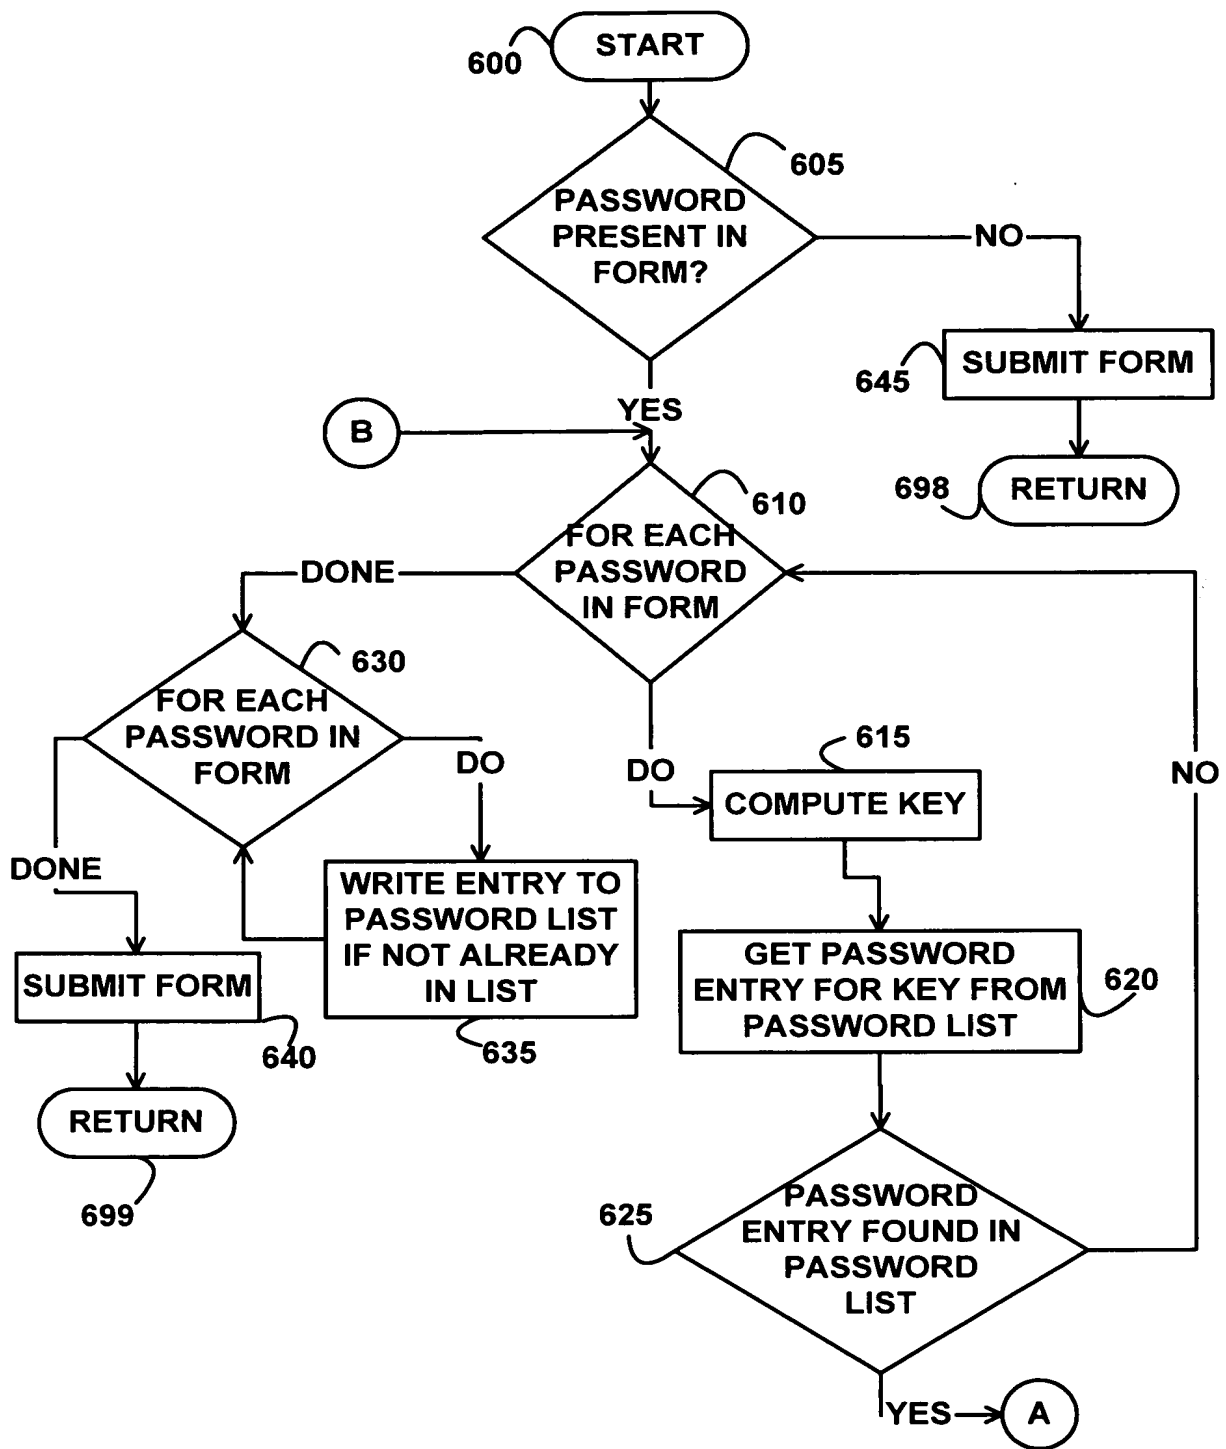 START
600
605
PASSWORD
PRESENT IN
FORM?
NO
SUBMIT FORM
645
YES
B
RETURN
698
610
FOR EACH
PASSWORD
IN FORM
DONE
630
FOR EACH
PASSWORD IN
FORM
DO
DO
615
COMPUTE KEY
NO
DONE
WRITE ENTRY TO
PASSWORD LIST
IF NOT ALREADY
IN LIST
GET PASSWORD
ENTRY FOR KEY FROM
PASSWORD LIST
620
SUBMIT FORM
640
635
RETURN
699
625
PASSWORD
ENTRY FOUND IN
PASSWORD
LIST
YES
A